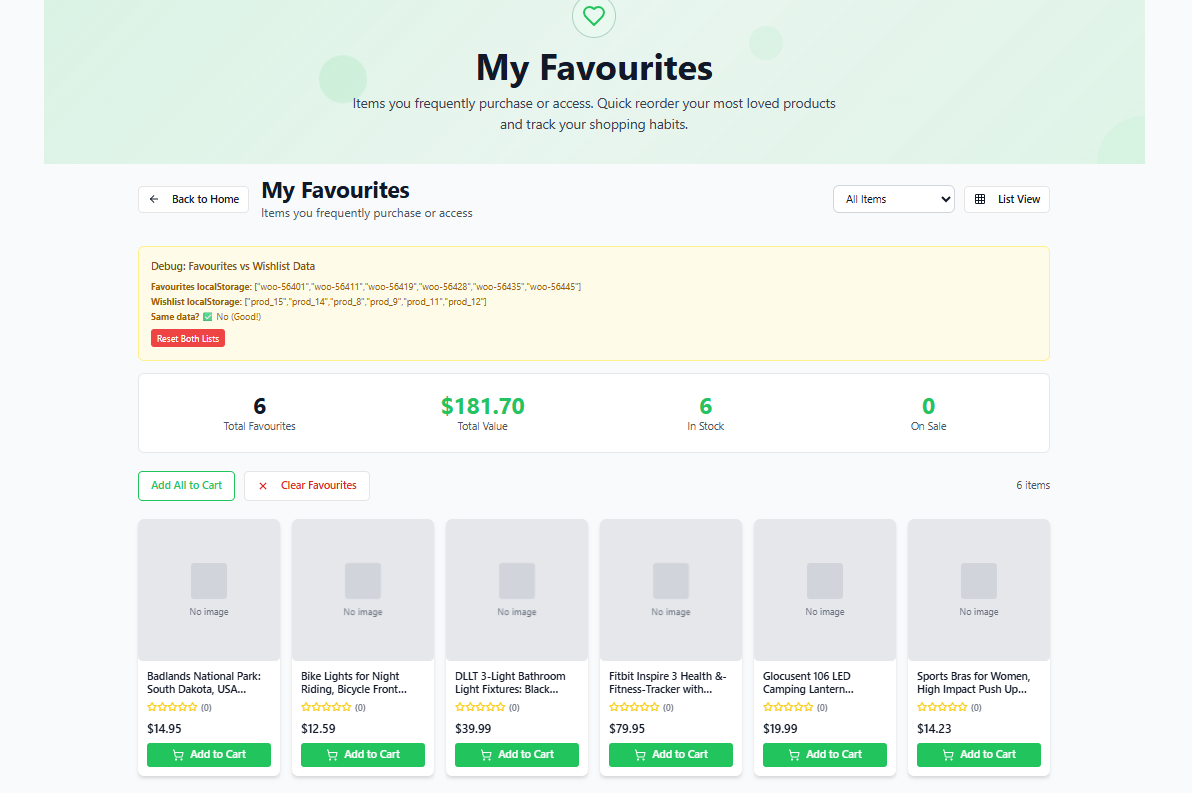 My Favourites
Items you frequently purchase or access. Quick reorder your most loved products
and track your shopping habits.
Back to Home
My Favourites
Items you frequently purchase or access
All Items
List View
Debug: Favourites vs Wishlist Data
Favourites localStorage: ["woo-56401","woo-56411","woo-56419","woo-56428","woo-56435","woo-56445"]
Wishlist localStorage: ["prod_15","prod_14","prod_8","prod_9","prod_11","prod_12"]
Same data? ✅ No (Good!)
Reset Both Lists
6
Total Favourites
$181.70
Total Value
6
In Stock
0
On Sale
Add All to Cart
Clear Favourites
6 items
No image
Badlands National Park:
South Dakota, USA...
(0)
$14.95
Add to Cart
No image
Bike Lights for Night
Riding, Bicycle Front...
(0)
$12.59
Add to Cart
No image
DLLT 3-Light Bathroom
Light Fixtures: Black...
(0)
$39.99
Add to Cart
No image
Fitbit Inspire 3 Health &-
Fitness-Tracker with...
(0)
$79.95
Add to Cart
No image
Glocusent 106 LED
Camping Lantern...
(0)
$19.99
Add to Cart
No image
Sports Bras for Women,
High Impact Push Up...
(0)
$14.23
Add to Cart